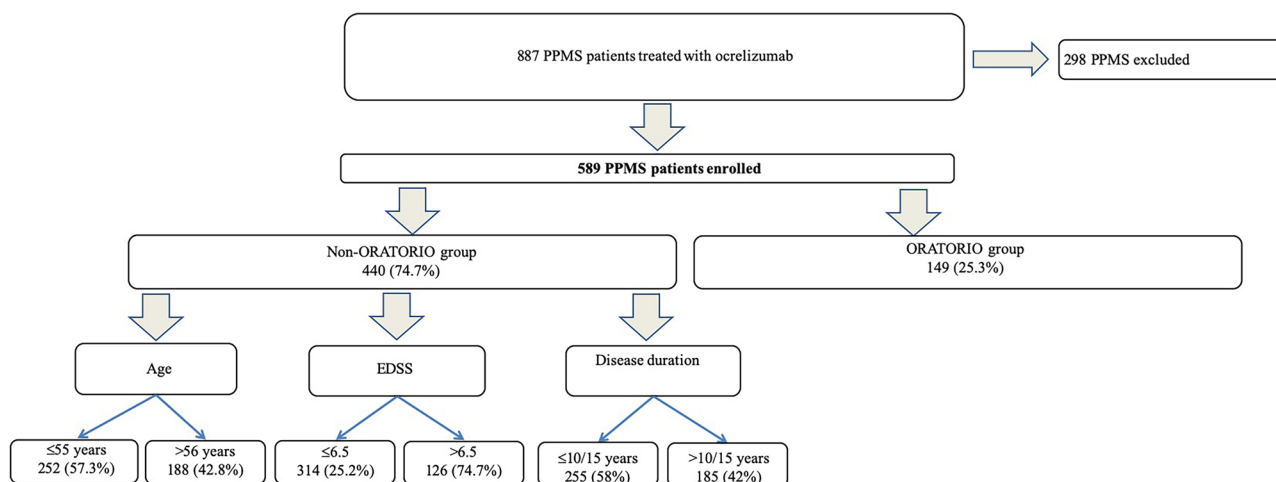 887 PPMS patients treated with ocrelizumab
298 PPMS excluded
589 PPMS patients enrolled
Non-ORATORIO group
440 (74.7%)
ORATORIO group
149 (25.3%)
Age
EDSS
Disease duration
≤55 years
252 (57.3%)
>56 years
188 (42.8%)
≤6.5
314 (25.2%)
>6.5
126 (74.7%)
≤10/15 years
255 (58%)
>10/15 years
185 (42%)